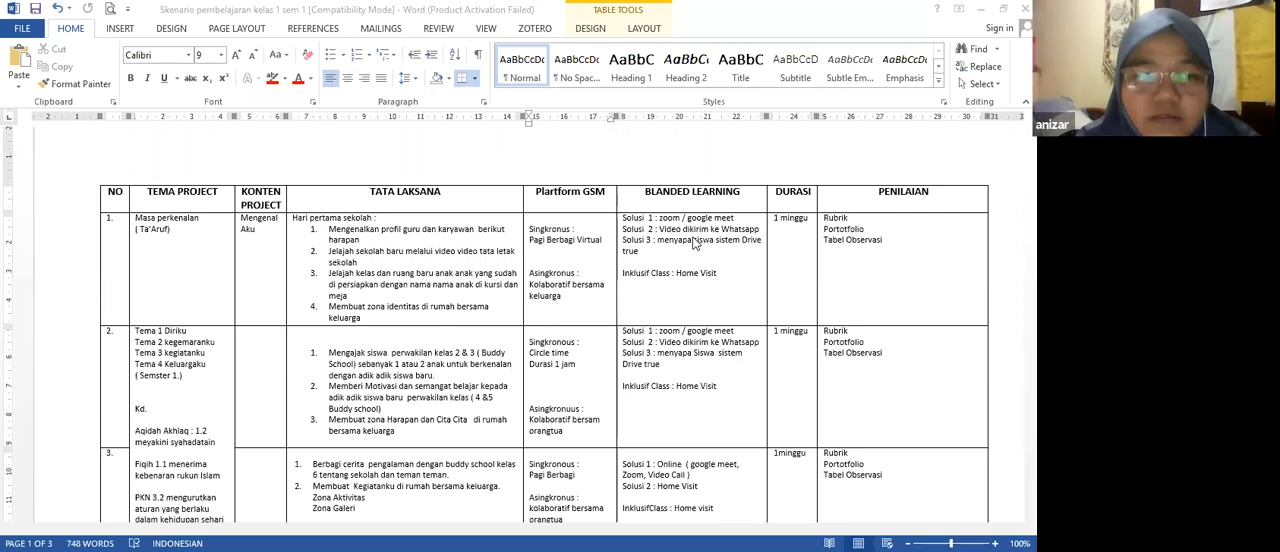 Skenario pembelajaran kelas 1 sem 1 [Compatibility Mode] - Word (Product Activation Failed)
TABLE TOOLS
FILE HOME INSERT DESIGN PAGE LAYOUT REFERENCES MAILINGS REVIEW VIEW ZOTERO DESIGN LAYOUT Sign in
Cut
Copy
Format Painter
Paste
Calibri 9
AaBbCcDc AaBbCcDc AaBbC AaBbCc AaBbC AaBbCcD AaBbCcDc AaBbCcDc
¶ Normal ¶ No Spac... Heading 1 Heading 2 Title Subtitle Subtle Em... Emphasis
Find
Replace
Select
Clipboard Font Paragraph Styles Editing
anizar
NO TEMA PROJECT KONTEN PROJECT TATA LAKSANA Plartform GSM BLANDED LEARNING DURASI PENILAIAN
1.
Masa perkenalan
( Ta’Aruf)
Mengenal
Aku
Hari pertama sekolah :
1. Mengenalkan profil guru dan karyawan berikut
harapan
2. Jelajah sekolah baru melalui video video tata letak
sekolah
3. Jelajah kelas dan ruang baru anak anak yang sudah
di persiapkan dengan nama nama anak di kursi dan
meja
4. Membuat zona identitas di rumah bersama
keluarga
Singkronus :
Pagi Berbagi Virtual
Asingkronus :
Kolaboratif bersama
keluarga
Solusi 1 : zoom / google meet
Solusi 2 : Video dikirim ke Whatsapp
Solusi 3 : menyapa Siswa sistem Drive
true
Inklusif Class : Home Visit
1 minggu
Rubrik
Portotfolio
Tabel Observasi
2.
Tema 1 Diriku
Tema 2 kegemaranku
Tema 3 kegiatanku
Tema 4 Keluargaku
( Semster 1.)
Kd.
Aqidah Akhlaq : 1.2
meyakini syahadatain
1. Mengajak siswa perwakilan kelas 2 & 3 ( Buddy
School) sebanyak 1 atau 2 anak untuk berkenalan
dengan adik adik siswa baru.
2. Memberi Motivasi dan semangat belajar kepada
adik adik siswa baru perwakilan kelas ( 4 &5
Buddy school)
3. Membuat zona Harapan dan Cita Cita di rumah
bersama keluarga
Singkronus :
Circle time
Durasi 1 jam
Asingkronuus :
Kolaboratif bersam
orangtua
Solusi 1 : zoom / google meet
Solusi 2 : Video dikirim ke Whatsapp
Solusi 3 : menyapa Siswa sistem
Drive true
Inklusif Class : Home Visit
1 minggu
Rubrik
Portotfolio
Tabel Observasi
3.
Fiqih 1.1 menerima
kebenaran rukun Islam
PKN 3.2 mengurutkan
aturan yang berlaku
dalam kehidupan sehari
1. Berbagi cerita pengalaman dengan buddy school kelas
6 tentang sekolah dan teman teman.
2. Membuat Kegiatanku di rumah bersama keluarga.
Zona Aktivitas
Zona Galeri
Singkronus :
Pagi Berbagi
Asingkronus :
kolaboratif bersama
orangtua
Solusi 1 : Online ( google meet,
Zoom, Video Call )
Solusi 2 : Home Visit
InklusifClass : Home visit
1minggu
Rubrik
Portotfolio
Tabel Observasi
PAGE 1 OF 3 748 WORDS INDONESIAN 100%